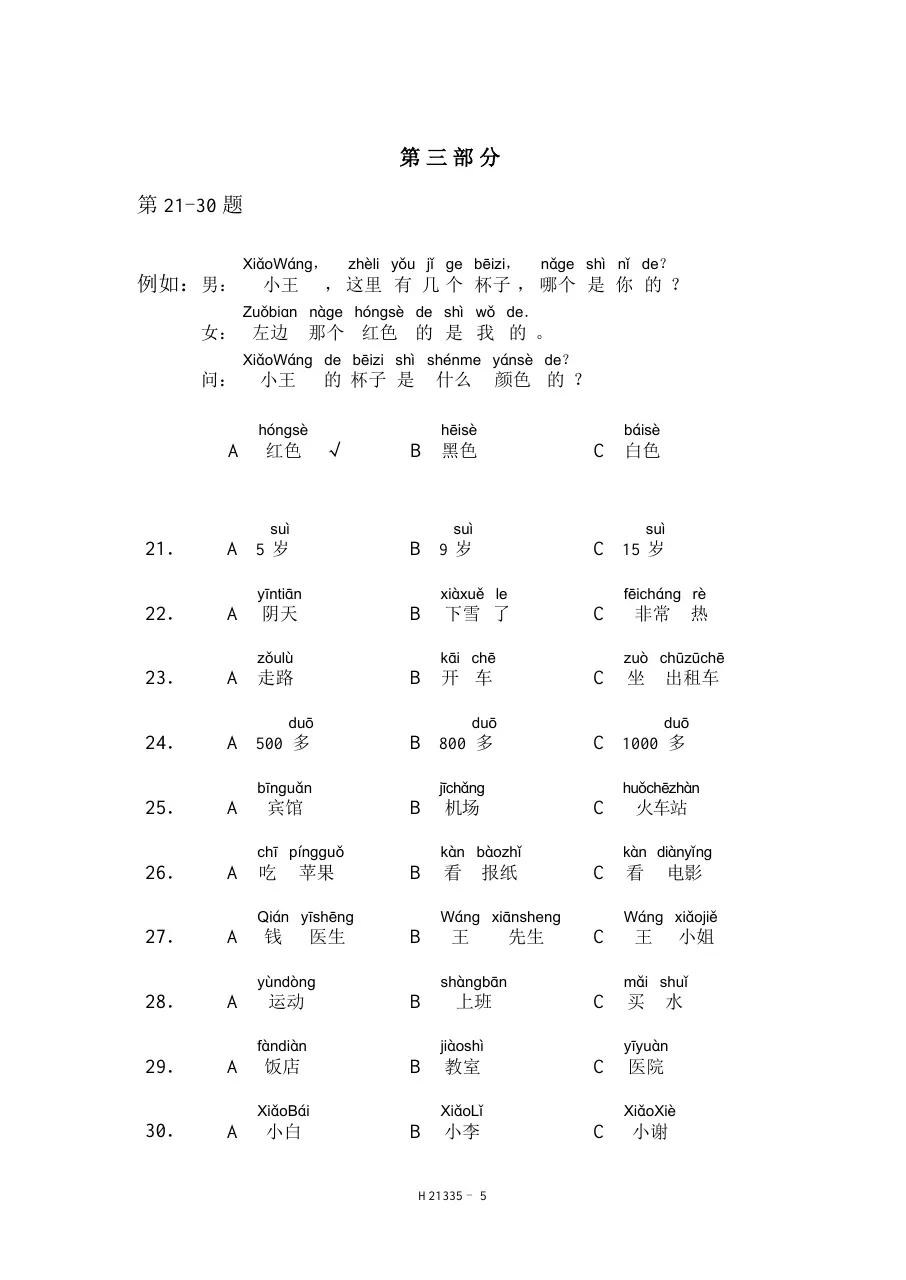 第三部分
第 21-30 题
XiǎoWáng， zhèli yǒu jǐ ge bēizi， nǎge shì nǐ de？
例如：男： 小王 ，这里 有 几 个 杯子 ，哪个 是 你 的 ？
Zuǒbian nàge hóngsè de shì wǒ de．
女： 左边 那个 红色 的 是 我 的 。
XiǎoWáng de bēizi shì shénme yánsè de？
问： 小王 的 杯子 是 什么 颜色 的 ？
hóngsè hēisè báisè
A 红色 √ B 黑色 C 白色
suì suì suì
21. A 5 岁 B 9 岁 C 15 岁
yīntiān xiàxuě le fēicháng rè
22. A 阴天 B 下雪 了 C 非常 热
zǒulù kāi chē zuò chūzūchē
23. A 走路 B 开 车 C 坐 出租车
duō duō duō
24. A 500 多 B 800 多 C 1000 多
bīnguǎn jīchǎng huǒchēzhàn
25. A 宾馆 B 机场 C 火车站
chī píngguǒ kàn bàozhǐ kàn diànyǐng
26. A 吃 苹果 B 看 报纸 C 看 电影
Qián yīshēng Wáng xiānsheng Wáng xiǎojiě
27. A 钱 医生 B 王 先生 C 王 小姐
yùndòng shàngbān mǎi shuǐ
28. A 运动 B 上班 C 买 水
fàndiàn jiàoshì yīyuàn
29. A 饭店 B 教室 C 医院
XiǎoBái XiǎoLǐ XiǎoXiè
30. A 小白 B 小李 C 小谢
H21335 - 5